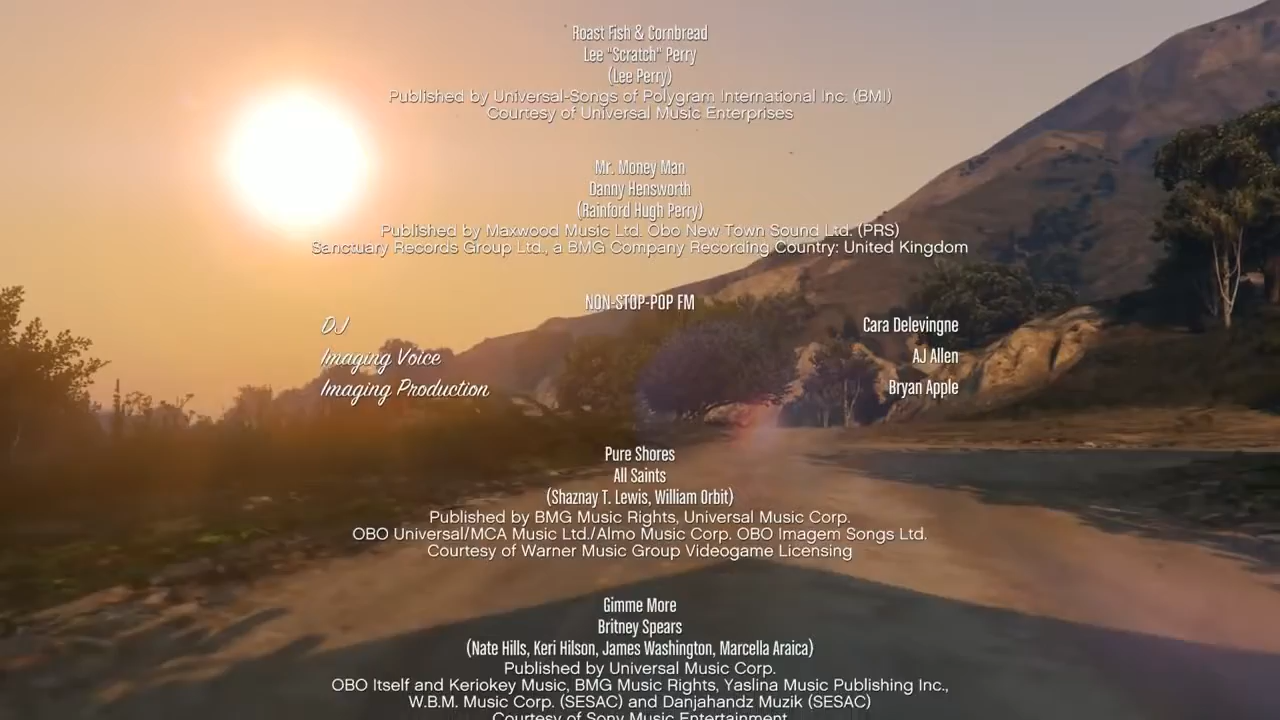 Roast Fish & Cornbread
Lee "Scratch" Perry
(Lee Perry)
Published by Universal-Songs of Polygram International Inc. (BMI)
Courtesy of Universal Music Enterprises
Mr. Money Man
Danny Hensworth
(Rainford Hugh Perry)
Published by Maxwood Music Ltd. Obo New Town Sound Ltd. (PRS)
Sanctuary Records Group Ltd., a BMG Company Recording Country: United Kingdom
NON-STOP-POP FM
DJ Cara Delevingne
Imaging Voice AJ Allen
Imaging Production Bryan Apple
Pure Shores
All Saints
(Shaznay T. Lewis, William Orbit)
Published by BMG Music Rights, Universal Music Corp.
OBO Universal/MCA Music Ltd./Almo Music Corp. OBO Imagem Songs Ltd.
Courtesy of Warner Music Group Videogame Licensing
Gimme More
Britney Spears
(Nate Hills, Keri Hilson, James Washington, Marcella Araica)
Published by Universal Music Corp.
OBO Itself and Keriokey Music, BMG Music Rights, Yaslina Music Publishing Inc.,
W.B.M. Music Corp. (SESAC) and Danjahandz Muzik (SESAC)
Courtesy of Sony Music Entertainment